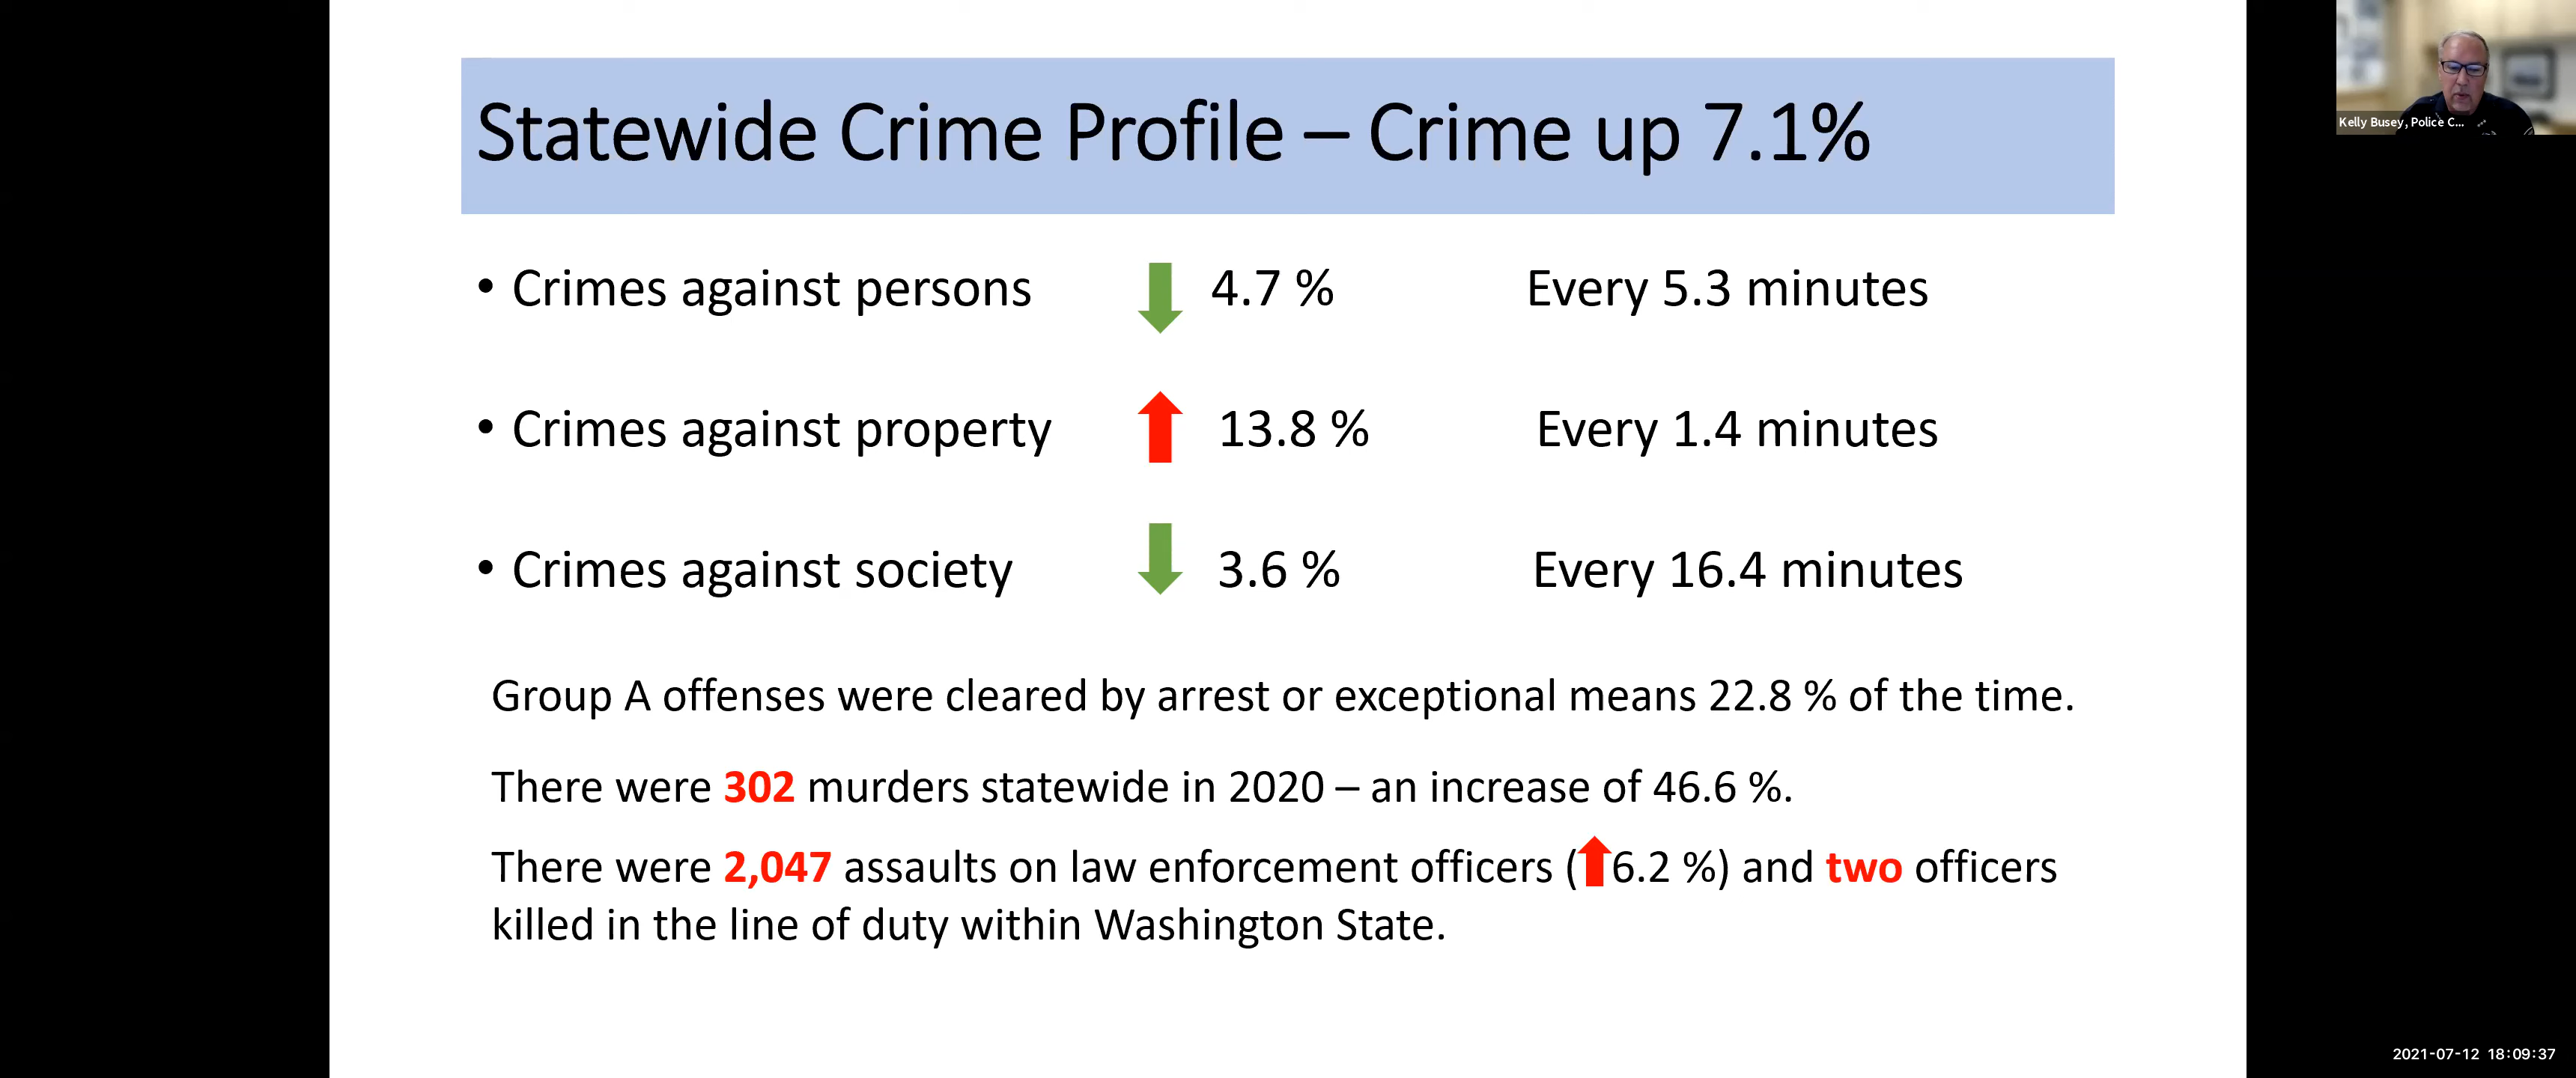 Statewide Crime Profile – Crime up 7.1%
Kelly Busey, Police C...
• Crimes against persons 4.7 % Every 5.3 minutes
• Crimes against property 13.8 % Every 1.4 minutes
• Crimes against society 3.6 % Every 16.4 minutes
Group A offenses were cleared by arrest or exceptional means 22.8 % of the time.
There were 302 murders statewide in 2020 – an increase of 46.6 %.
There were 2,047 assaults on law enforcement officers (6.2 %) and two officers
killed in the line of duty within Washington State.
2021-07-12 18:09:37